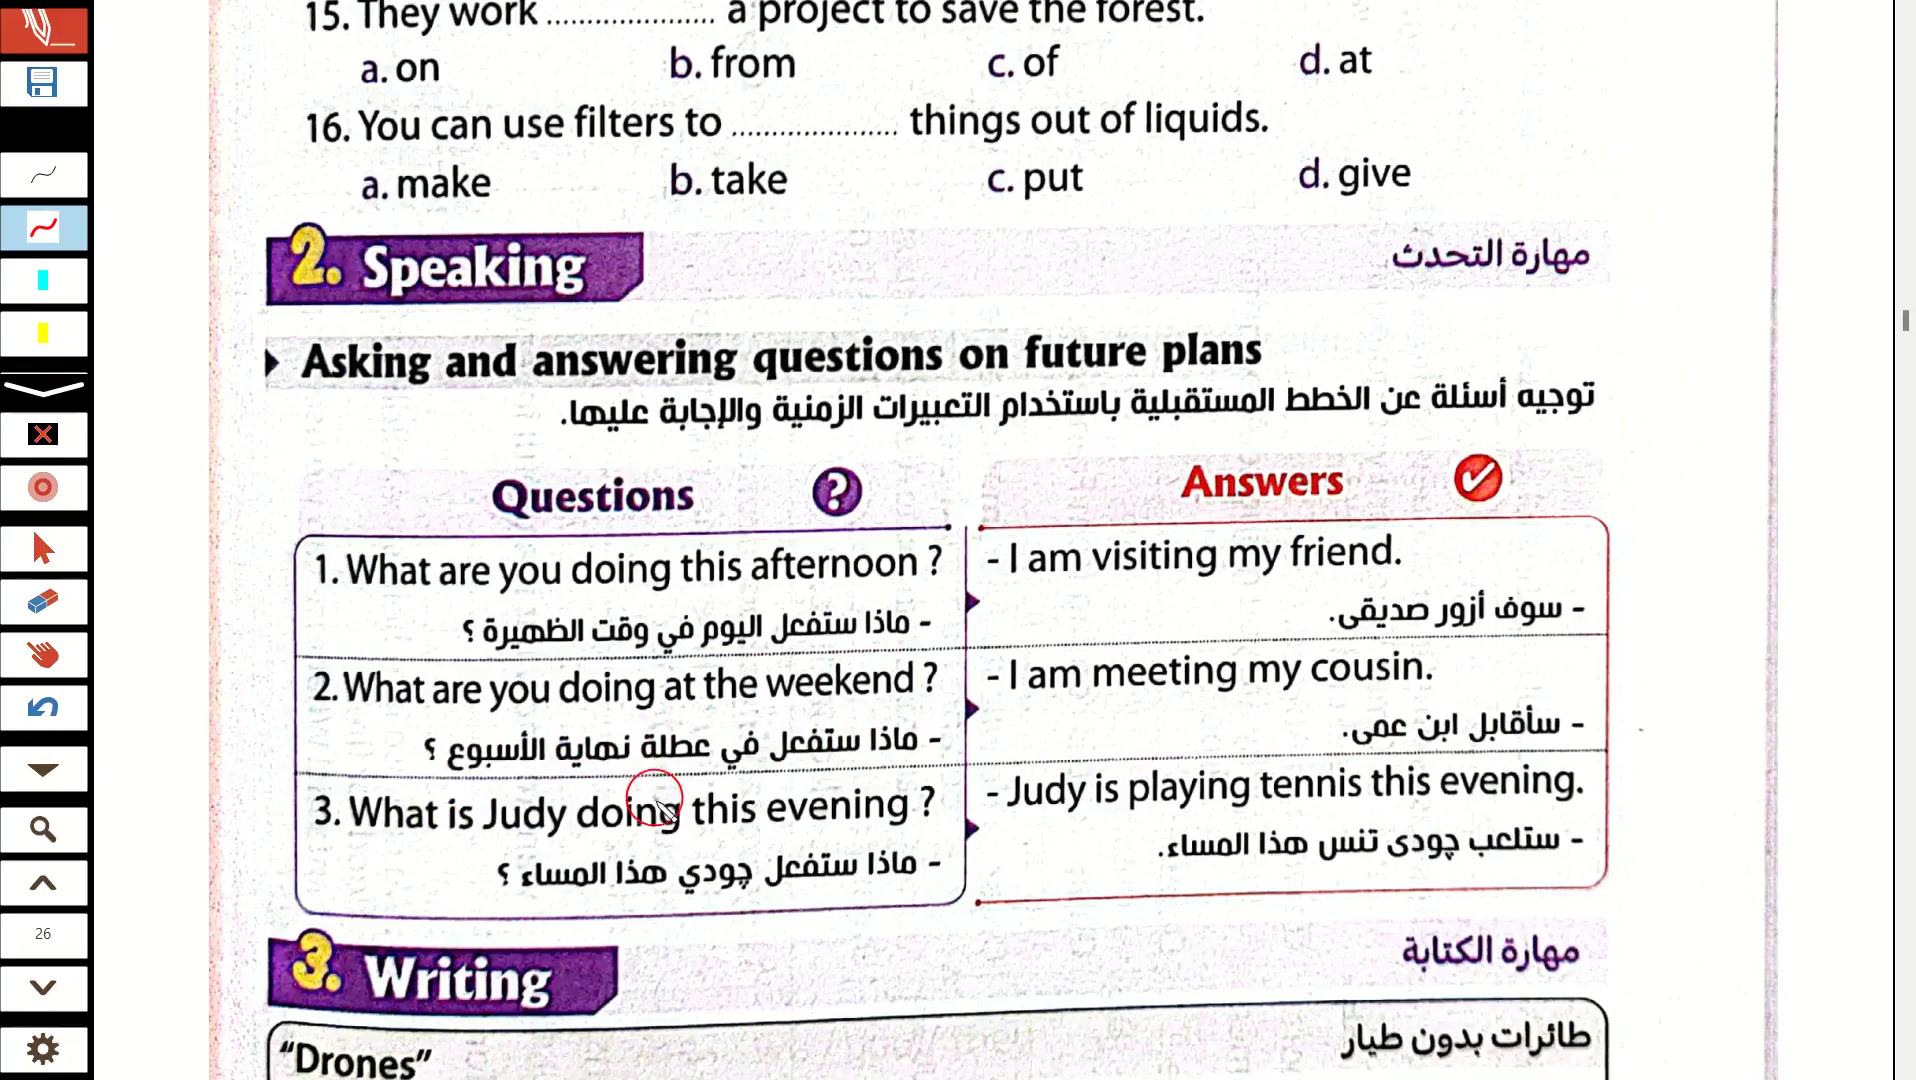 15. They work ..................... a project to save the forest.
a. on b. from c. of d. at
16. You can use filters to ..................... things out of liquids.
a. make b. take c. put d. give
2. Speaking مهارة التحدث
Asking and answering questions on future plans
توجيه أسئلة عن الخطط المستقبلية باستخدام التعبيرات الزمنية والإجابة عليها.
Questions ? Answers
1. What are you doing this afternoon ? - I am visiting my friend.
- ماذا ستفعل اليوم في وقت الظهيرة ؟ - سوف أزور صديقى.
2. What are you doing at the weekend ? - I am meeting my cousin.
- ماذا ستفعل في عطلة نهاية الأسبوع ؟ - سأقابل ابن عمى.
3. What is Judy doing this evening ? - Judy is playing tennis this evening.
- ماذا ستفعل چودي هذا المساء ؟ - ستلعب چودى تنس هذا المساء.
26
3. Writing مهارة الكتابة
"Drones" طائرات بدون طيار